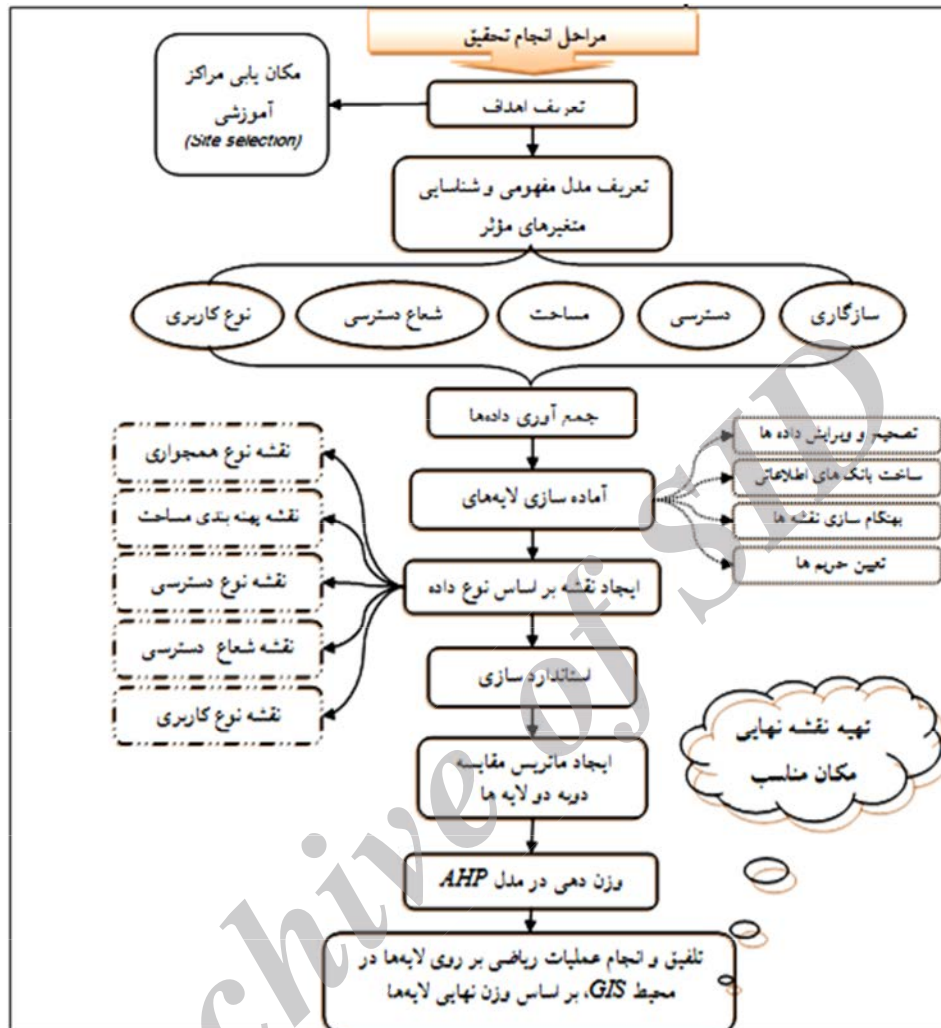 مراحل انجام تحقیق
تعریف اهداف
مکان یابی مراکز
آموزشی
(Site selection)
تعریف مدل مفهومی و شناسایی
متغیرهای مؤثر
سازگاری
دسترسی
مساحت
شعاع دسترسی
نوع کاربری
جمع آوری داده‌ها
آماده سازی لایه‌های
تصحیح و ویرایش داده ها
ساخت بانک های اطلاعاتی
بهنگام سازی نقشه ها
تعیین حریم ها
ایجاد نقشه بر اساس نوع داده
نقشه نوع همجواری
نقشه پهنه بندی مساحت
نقشه نوع دسترسی
نقشه شعاع دسترسی
نقشه نوع کاربری
استاندارد سازی
ایجاد ماتریس مقایسه
دوبه دو لایه ها
وزن دهی در مدل AHP
تلفیق و انجام عملیات ریاضی بر روی لایه‌ها در
محیط GIS، بر اساس وزن نهایی لایه‌ها
تهیه نقشه نهایی
مکان مناسب
chive of SID